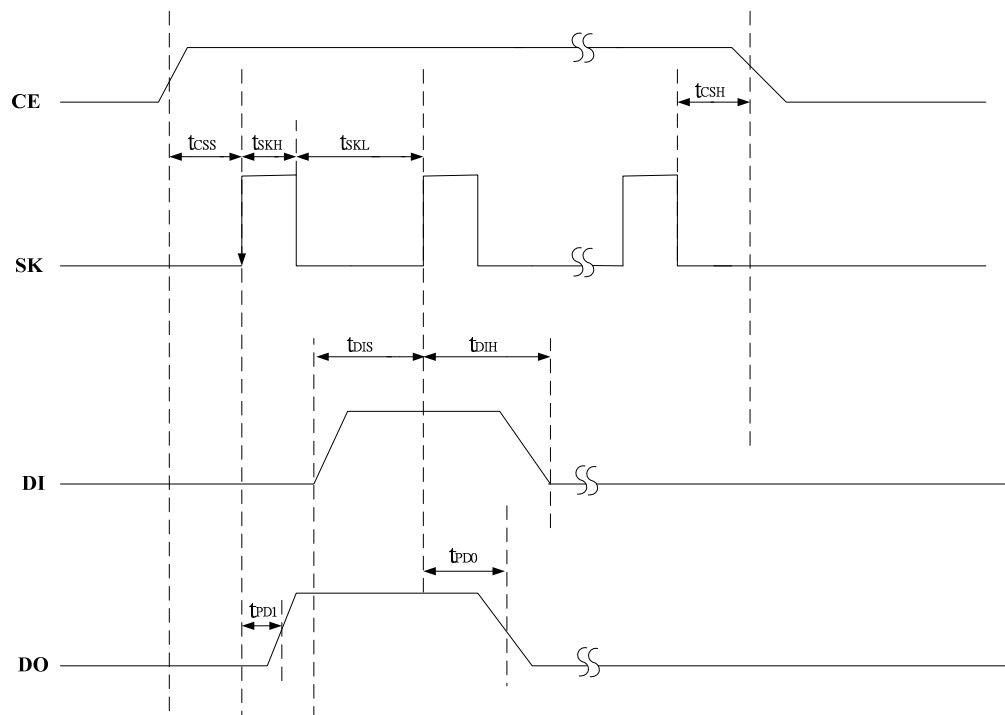 CE
tCSH
tCSS
tSKH
tSKL
SK
tDIS
tDIH
DI
tPD0
tPD1
DO